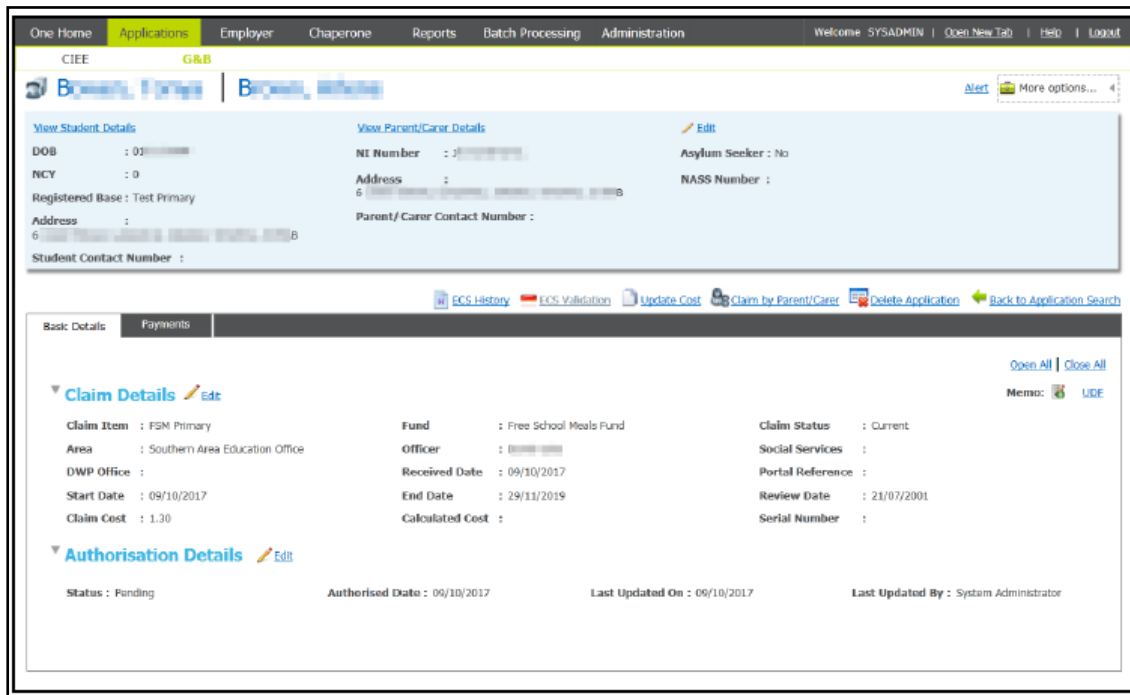 One Home Applications Employer Chaperone Reports Batch Processing Administration Welcome SYSADMIN | Open New Tab | Help | Logout
CIEE G&B
Alert More options...
View Student Details View Parent/Carer Details Edit
DOB : 01 NI Number : Asylum Seeker : No
NCY : 0 Address : NASS Number :
6 B
Registered Base : Test Primary
Address : Parent/Carer Contact Number :
6 B
Student Contact Number :
ECS History ECS Validation Update Cost Claim by Parent/Carer Delete Application Back to Application Search
Basic Details Payments
Open All | Close All
Claim Details Edit Memo: UDE
Claim Item : FSM Primary Fund : Free School Meals Fund Claim Status : Current
Area : Southern Area Education Office Officer : Social Services :
DWP Office : Received Date : 09/10/2017 Portal Reference :
Start Date : 09/10/2017 End Date : 29/11/2019 Review Date : 21/07/2001
Claim Cost : 1.30 Calculated Cost : Serial Number :
Authorisation Details Edit
Status : Pending Authorised Date : 09/10/2017 Last Updated On : 09/10/2017 Last Updated By : System Administrator